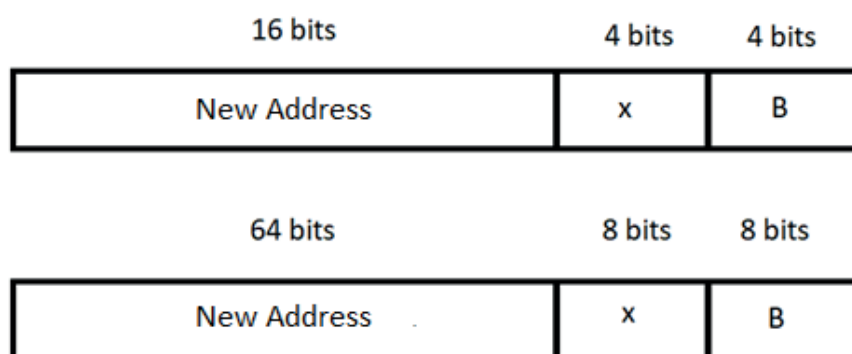 16 bits 4 bits 4 bits
New Address x B
64 bits 8 bits 8 bits
New Address x B